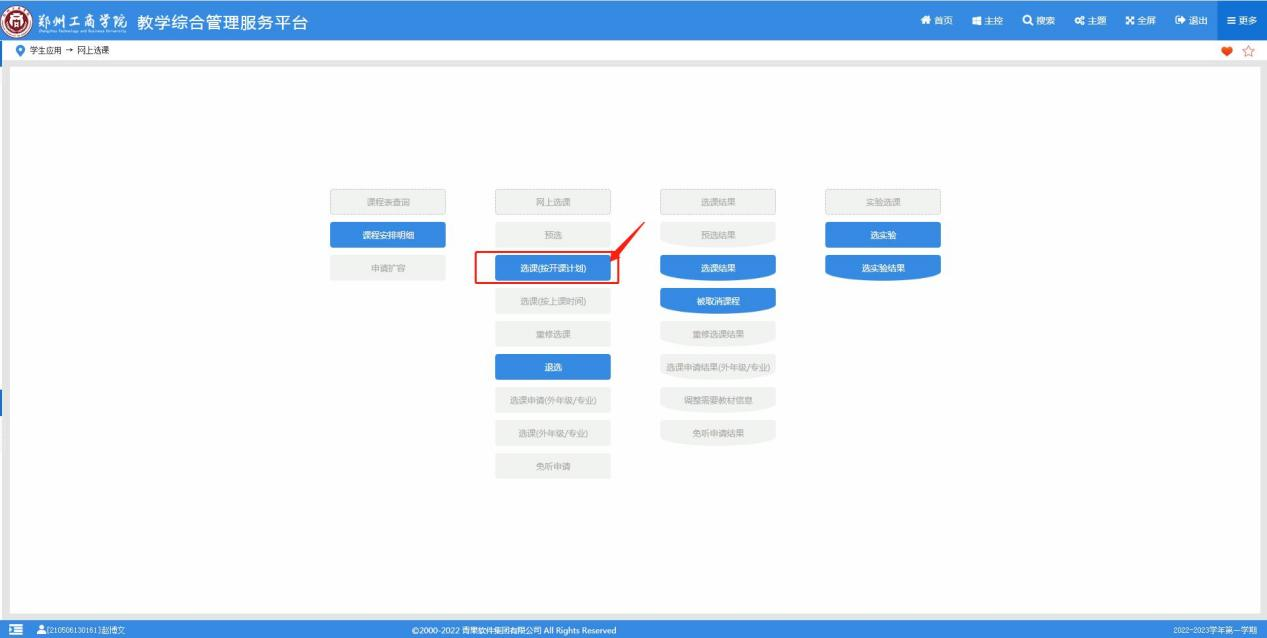 郑州工商学院 教学综合管理服务平台
Zhengzhou Technology and Business University
首页 主控 搜索 主题 全屏 退出 更多
学生应用 → 网上选课
课程表查询 网上选课 选课结果 实验选课
课程安排明细 预选 预选结果 选实验
申请扩容 选课(按开课计划) 选课结果 选实验结果
选课(按上课时间) 被取消课程
重修选课 重修选课结果
退选 选课申请结果(外年级/专业)
选课申请(外年级/专业) 调整需要教材信息
选课(外年级/专业) 免听申请结果
免听申请
[210506130161]赵博文 ©2000-2022 青果软件集团有限公司 All Rights Reserved 2022-2023学年第一学期